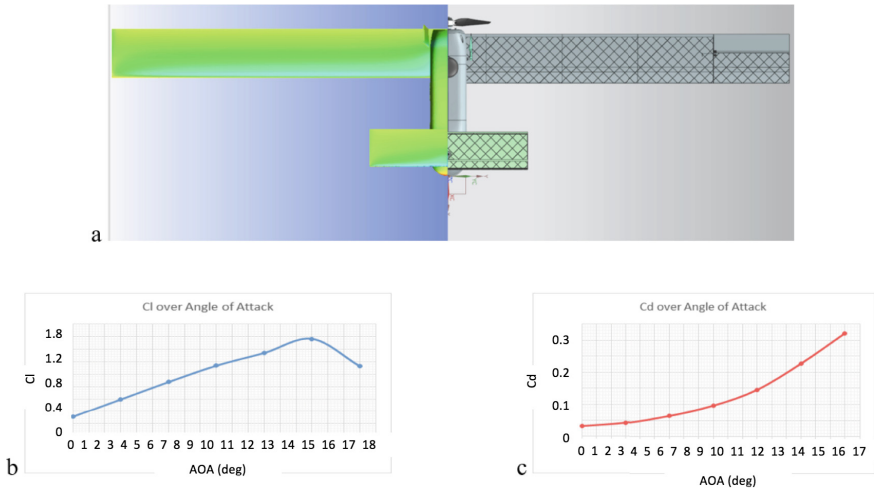 a
Cl over Angle of Attack
1.8
1.2
0.8
0.4
0
Cl
0 1 2 3 4 5 6 7 8 9 10 11 12 13 14 15 17 18
AOA (deg)
b
Cd over Angle of Attack
0.3
0.2
0.1
0
Cd
0 1 2 3 4 5 6 7 8 9 10 11 12 13 14 15 16 17
AOA (deg)
c